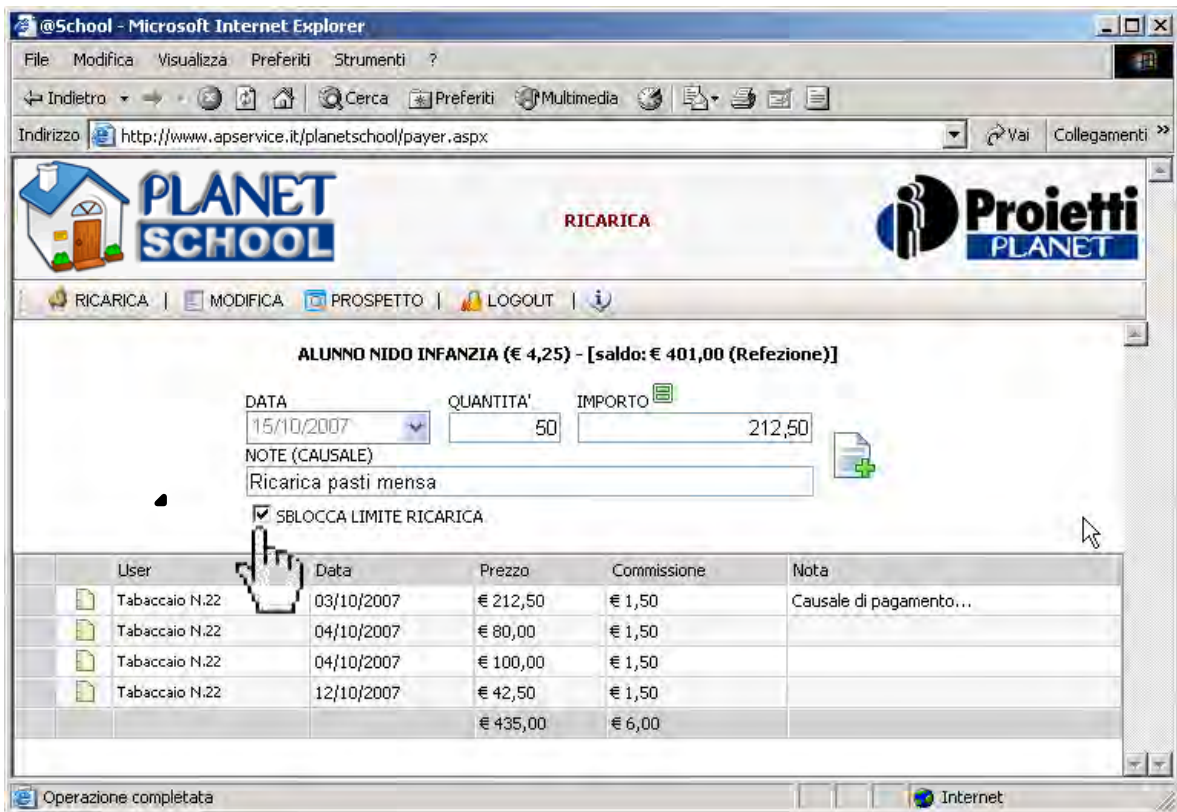 @School - Microsoft Internet Explorer
File Modifica Visualizza Preferiti Strumenti ?
Indietro Cerca Preferiti Multimedia
Indirizzo http://www.apservice.it/planetschool/payer.aspx Vai Collegamenti »
PLANET
SCHOOL
RICARICA
Proietti
PLANET
RICARICA | MODIFICA PROSPETTO | LOGOUT | i
ALUNNO NIDO INFANZIA (€ 4,25) - [saldo: € 401,00 (Refezione)]
DATA QUANTITA' IMPORTO
15/10/2007 50 212,50
NOTE (CAUSALE)
Ricarica pasti mensa
SBLOCCA LIMITE RICARICA
User Data Prezzo Commissione Nota
Tabaccaio N.22 03/10/2007 € 212,50 € 1,50 Causale di pagamento...
Tabaccaio N.22 04/10/2007 € 80,00 € 1,50
Tabaccaio N.22 04/10/2007 € 100,00 € 1,50
Tabaccaio N.22 12/10/2007 € 42,50 € 1,50
€ 435,00 € 6,00
Operazione completata Internet